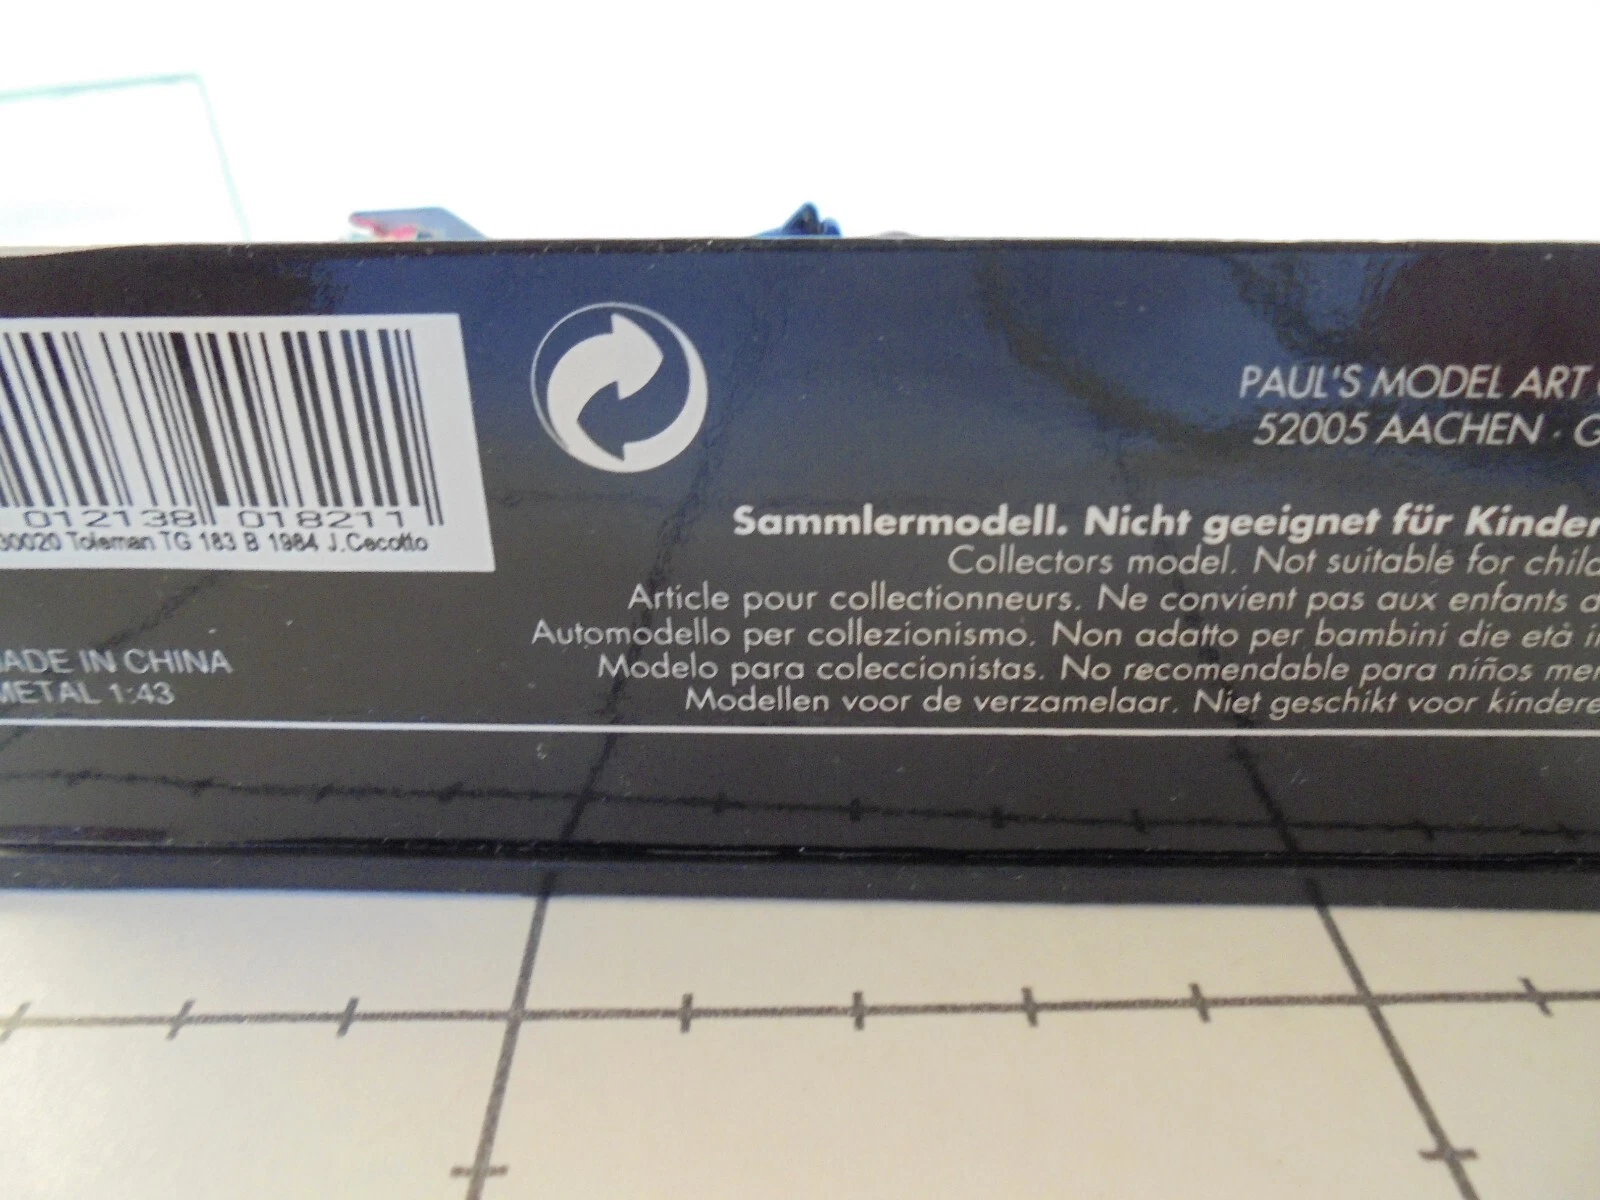 012138 018211
30020 Toleman TG 183 B 1984 J.Cecotto
MADE IN CHINA
METAL 1:43
PAUL'S MODEL ART
52005 AACHEN · G
Sammlermodell. Nicht geeignet für Kinder
Collectors model. Not suitable for child
Article pour collectionneurs. Ne convient pas aux enfants
Automodello per collezionismo. Non adatto per bambini die età
Modelo para coleccionistas. No recomendable para niños men
Modellen voor de verzamelaar. Niet geschikt voor kindere